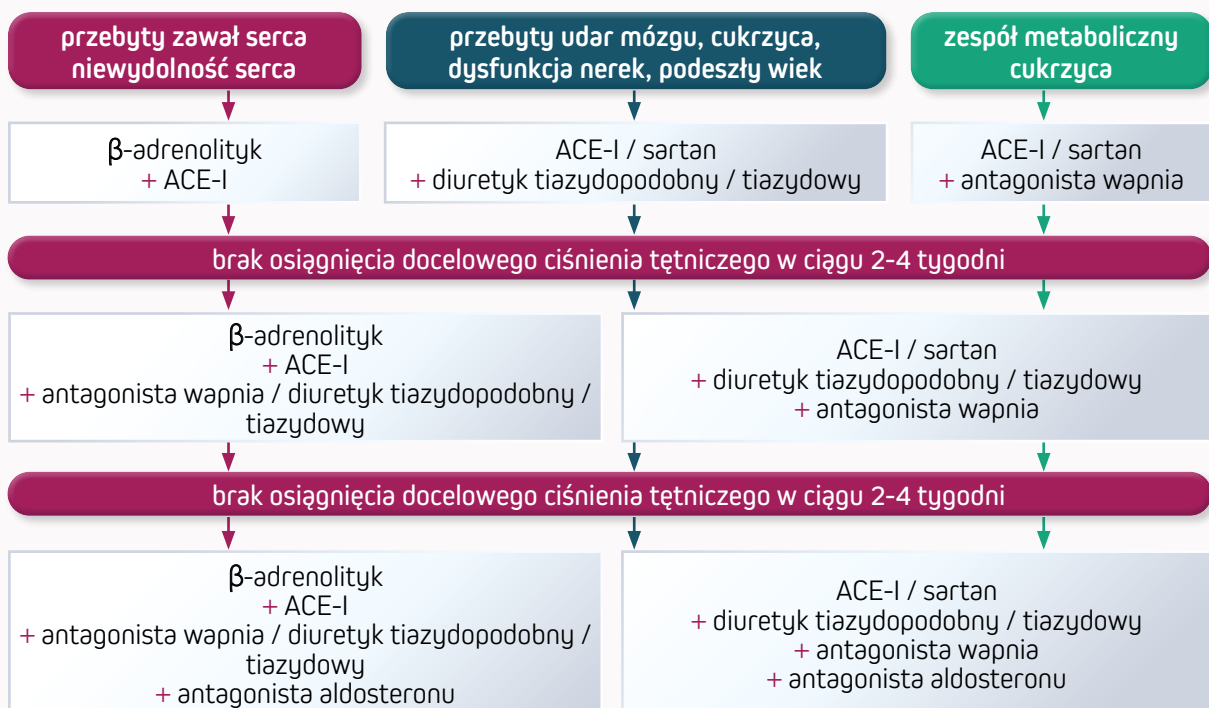 przebyty zawał serca
niewydolność serca
przebyty udar mózgu, cukrzyca,
dysfunkcja nerek, podeszły wiek
zespół metaboliczny
cukrzyca
β-adrenolityk
+ ACE-I
ACE-I / sartan
+ diuretyk tiazydopodobny / tiazydowy
ACE-I / sartan
+ antagonista wapnia
brak osiągnięcia docelowego ciśnienia tętniczego w ciągu 2-4 tygodni
β-adrenolityk
+ ACE-I
+ antagonista wapnia / diuretyk tiazydopodobny /
tiazydowy
ACE-I / sartan
+ diuretyk tiazydopodobny / tiazydowy
+ antagonista wapnia
brak osiągnięcia docelowego ciśnienia tętniczego w ciągu 2-4 tygodni
β-adrenolityk
+ ACE-I
+ antagonista wapnia / diuretyk tiazydopodobny /
tiazydowy
+ antagonista aldosteronu
ACE-I / sartan
+ diuretyk tiazydopodobny / tiazydowy
+ antagonista wapnia
+ antagonista aldosteronu